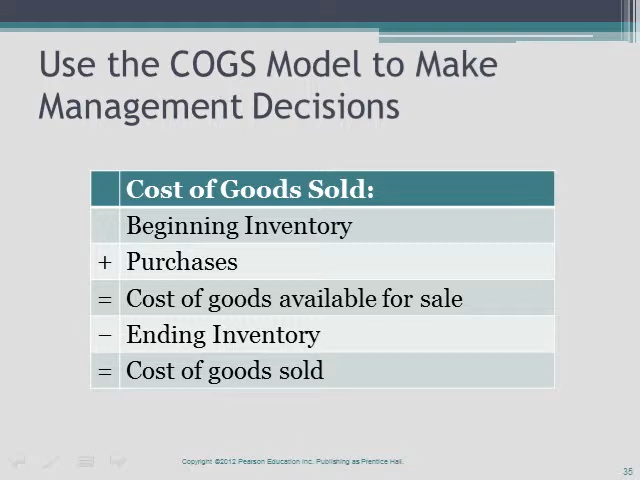 Use the COGS Model to Make
Management Decisions
Cost of Goods Sold:
Beginning Inventory
+ Purchases
= Cost of goods available for sale
− Ending Inventory
= Cost of goods sold
Copyright ©2012 Pearson Education Inc. Publishing as Prentice Hall.
35